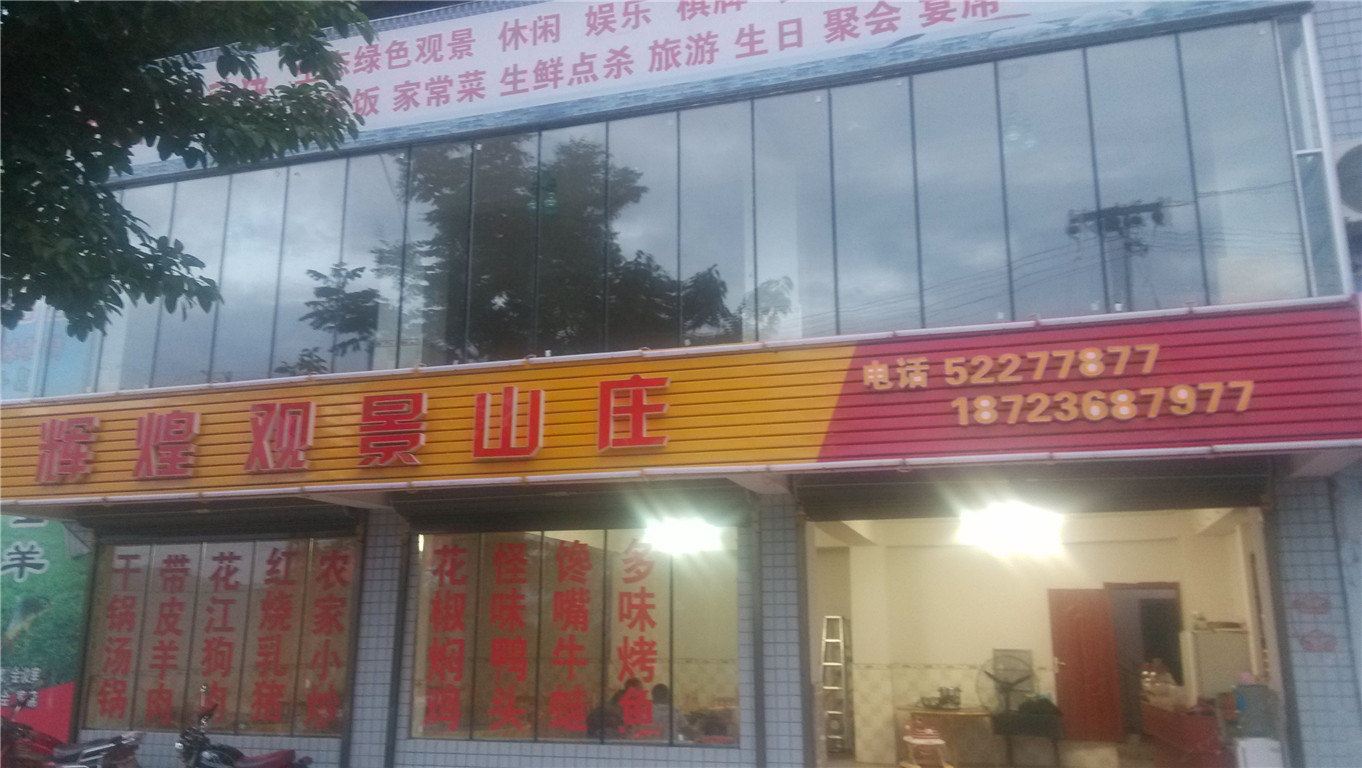 绿色观景 休闲 娱乐 棋牌
饭 家常菜 生鲜点杀 旅游 生日 聚会 宴席
辉煌观景山庄
电话 52277877
18723687977
羊
干锅汤锅
带皮羊肉
花江狗肉
红烧乳猪
农家小炒
花椒焖鸡
怪味鸭头
馋嘴牛蛙
多味烤鱼